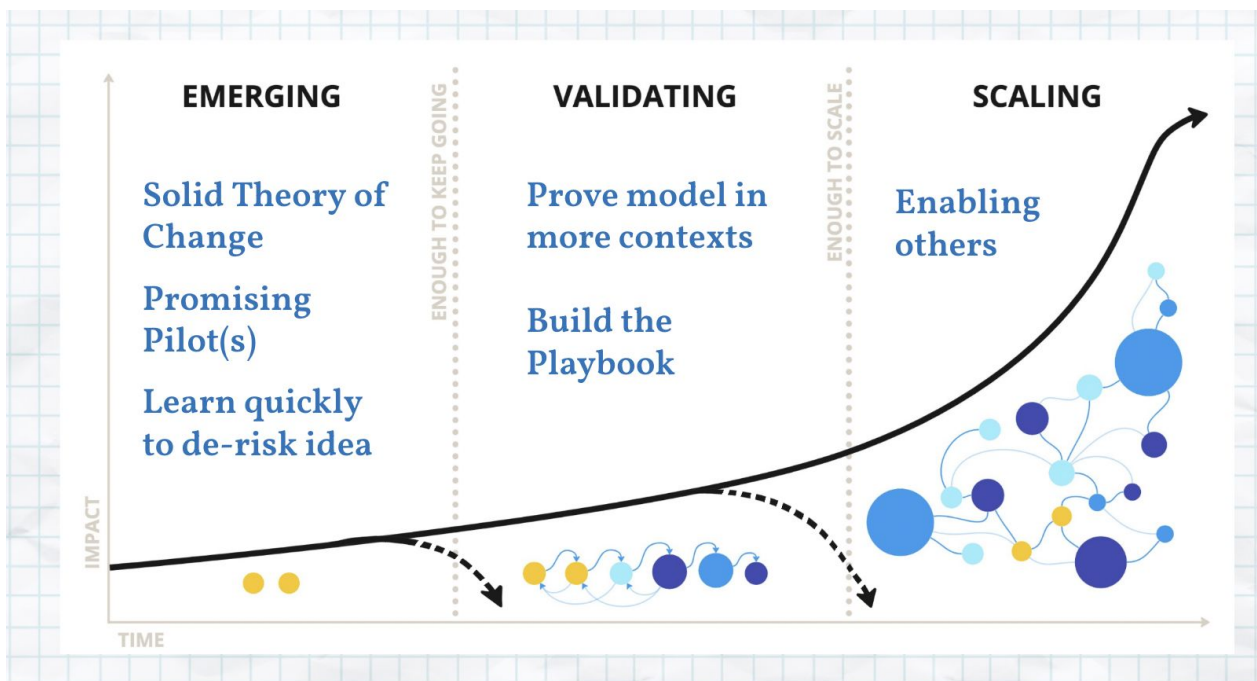 EMERGING
Solid Theory of
Change
Promising
Pilot(s)
Learn quickly
to de-risk idea
ENOUGH TO KEEP GOING
VALIDATING
Prove model in
more contexts
Build the
Playbook
ENOUGH TO SCALE
SCALING
Enabling
others
IMPACT
TIME